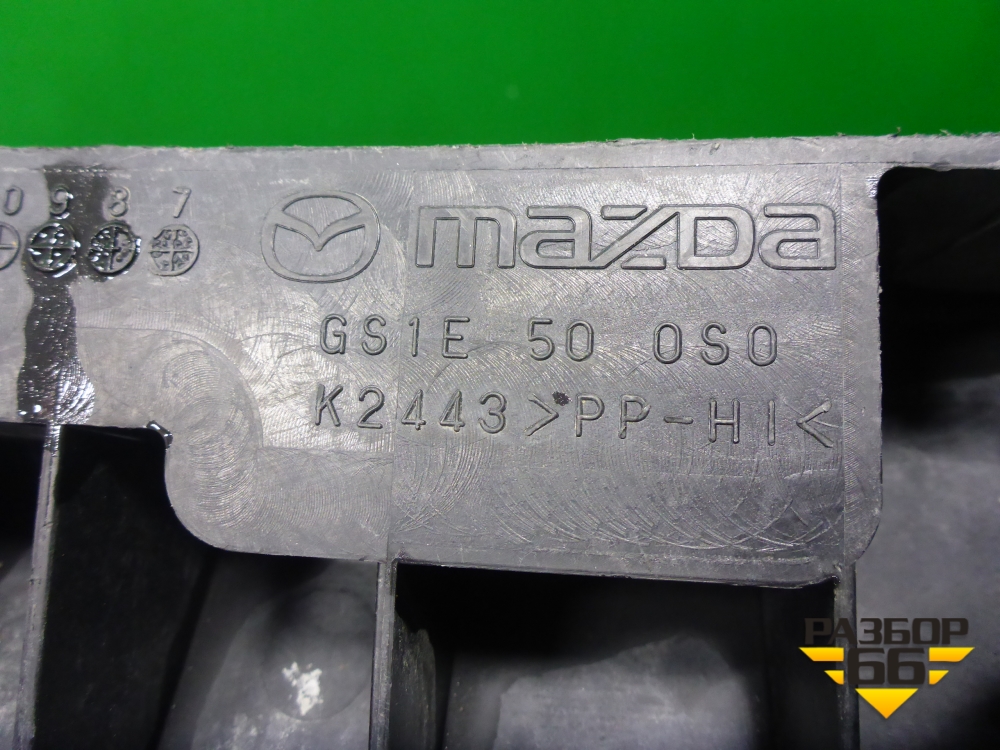 0 9 8 7
mazda
GS1E 50 0S0
K2443 >PP-HI<
РАЗБОР
66